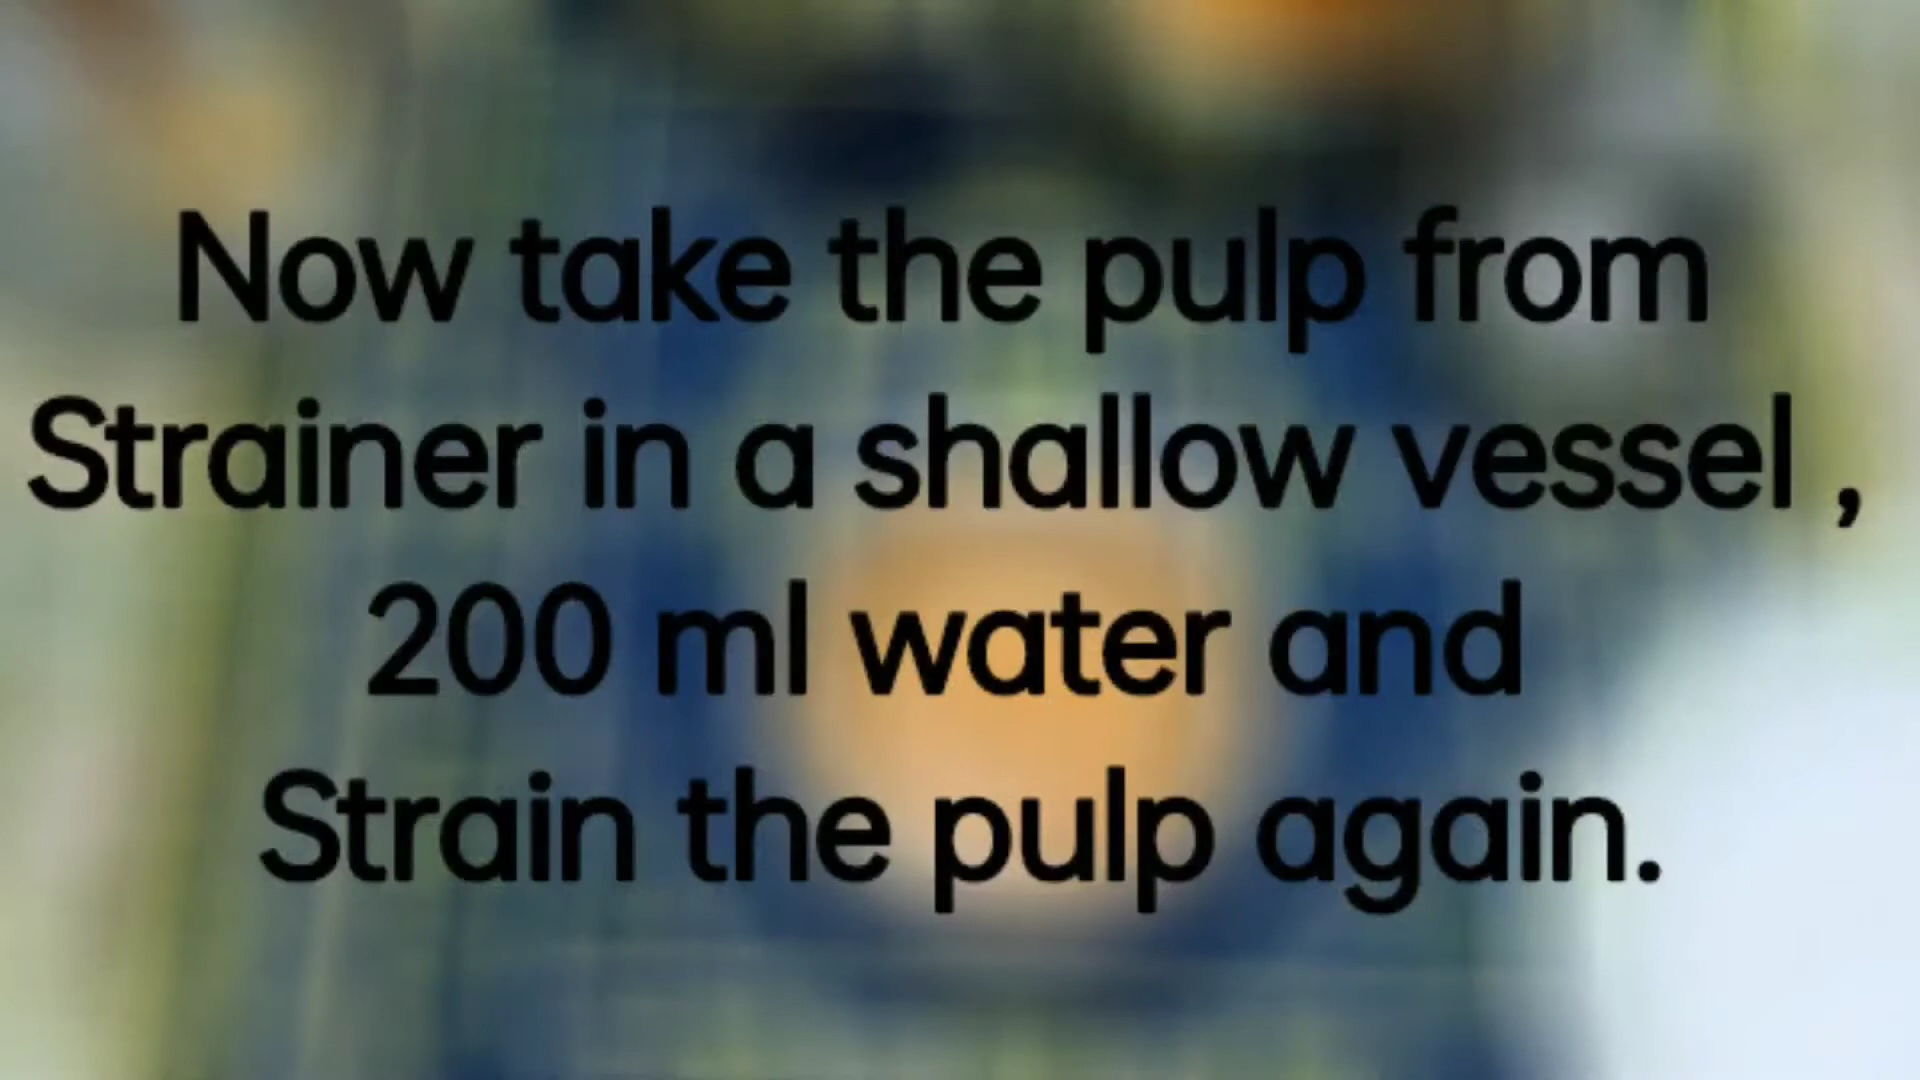 Now take the pulp from
Strainer in a shallow vessel ,
200 ml water and
Strain the pulp again.